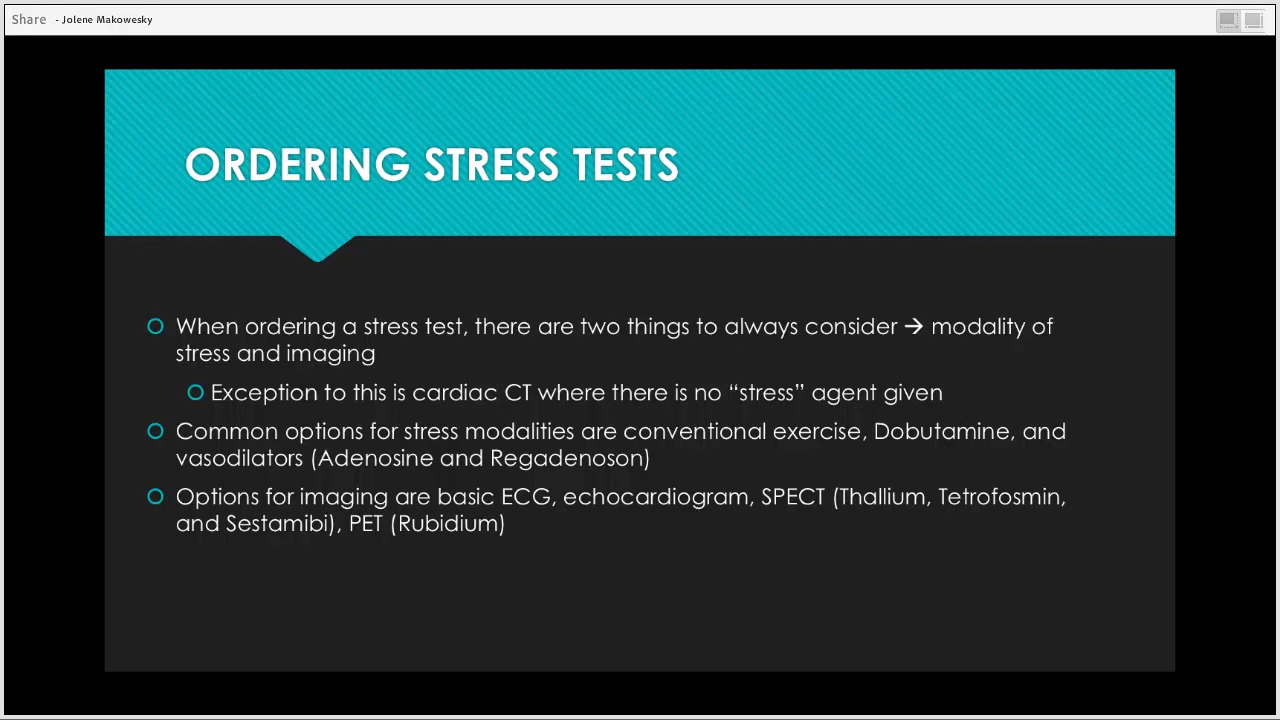 Share - Jolene Makowesky
ORDERING STRESS TESTS
When ordering a stress test, there are two things to always consider → modality of
stress and imaging
Exception to this is cardiac CT where there is no “stress” agent given
Common options for stress modalities are conventional exercise, Dobutamine, and
vasodilators (Adenosine and Regadenoson)
Options for imaging are basic ECG, echocardiogram, SPECT (Thallium, Tetrofosmin,
and Sestamibi), PET (Rubidium)